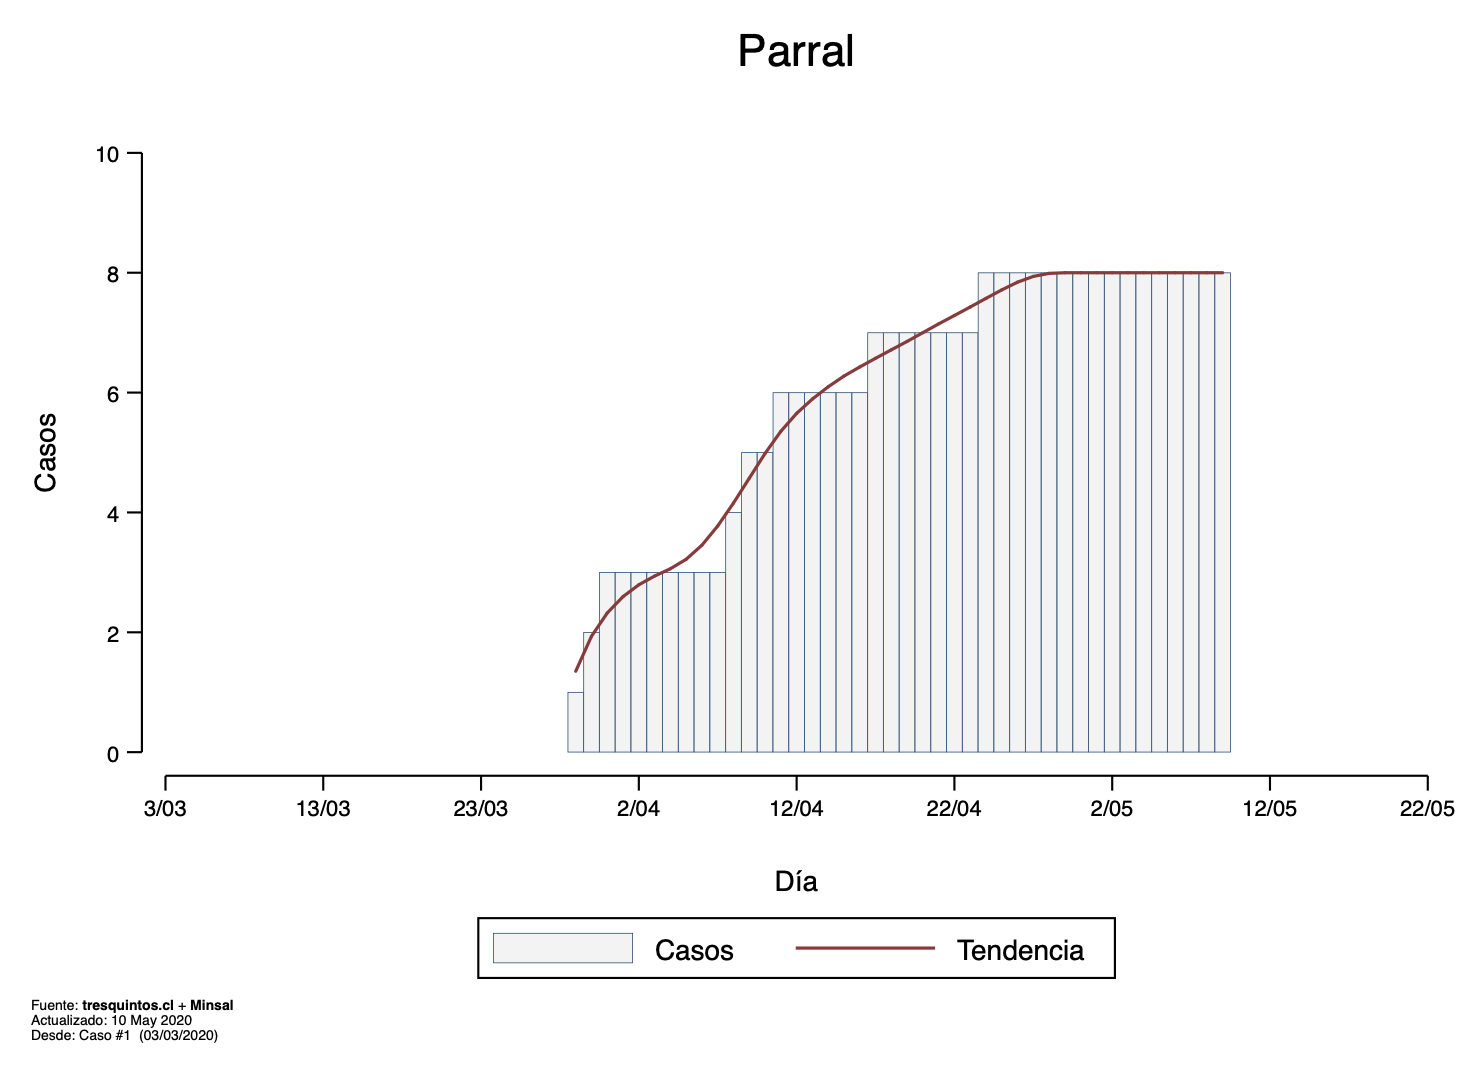 Parral
10
8
6
4
2
0
Casos
3/03 13/03 23/03 2/04 12/04 22/04 2/05 12/05 22/05
Día
Casos Tendencia
Fuente: tresquintos.cl + Minsal
Actualizado: 10 May 2020
Desde: Caso #1 (03/03/2020)